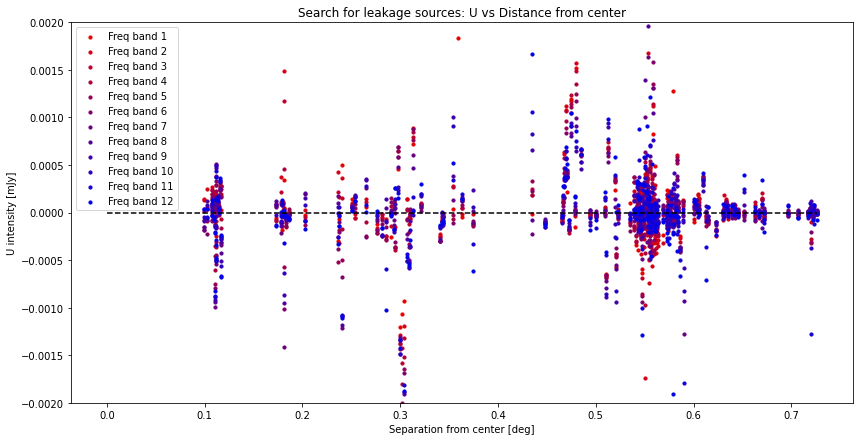 Search for leakage sources: U vs Distance from center
U intensity [mJy]
0.0020
0.0015
0.0010
0.0005
0.0000
−0.0005
−0.0010
−0.0015
−0.0020
Freq band 1
Freq band 2
Freq band 3
Freq band 4
Freq band 5
Freq band 6
Freq band 7
Freq band 8
Freq band 9
Freq band 10
Freq band 11
Freq band 12
0.0 0.1 0.2 0.3 0.4 0.5 0.6 0.7
Separation from center [deg]